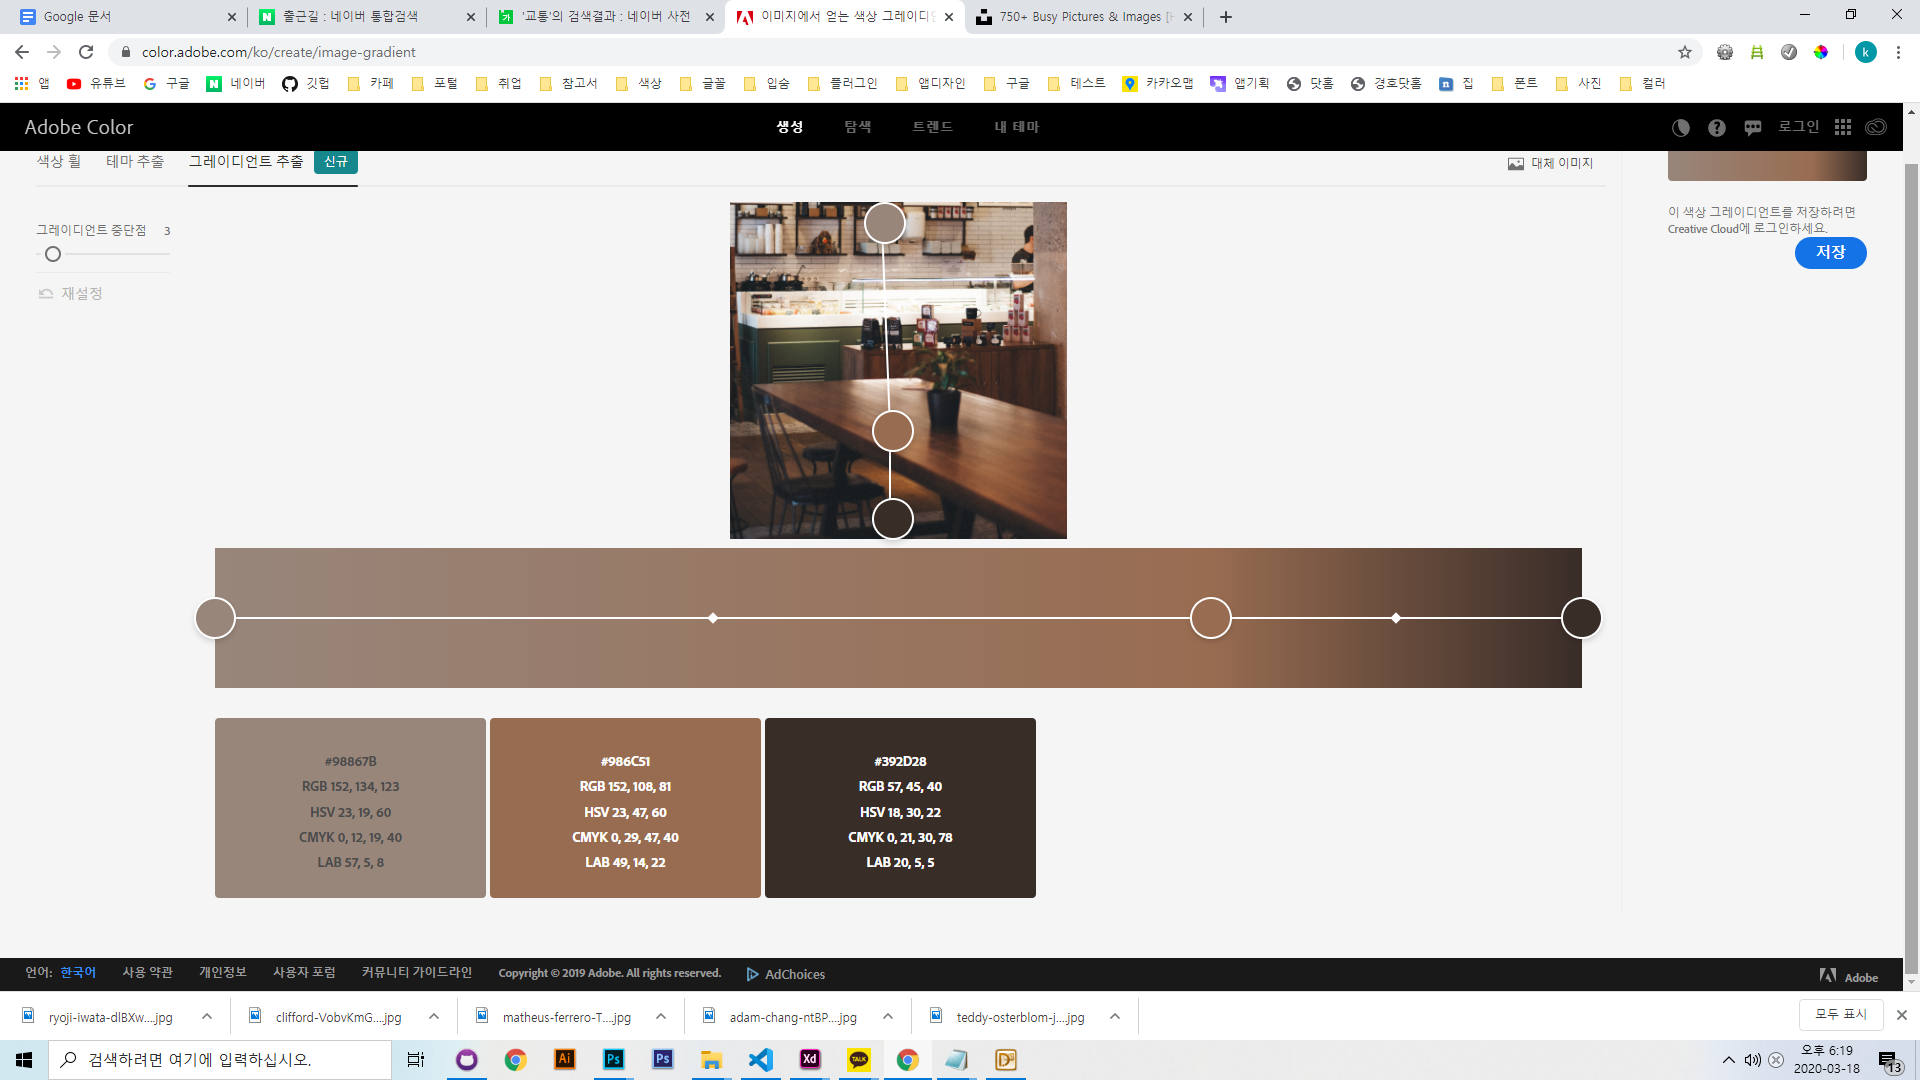 Google 문서
출근길 : 네이버 통합검색
'교통'의 검색결과 : 네이버 사전
이미지에서 얻는 색상 그레이디언
750+ Busy Pictures & Images [
color.adobe.com/ko/create/image-gradient
k
앱
유튜브
구글
네이버
깃헙
카페
포털
취업
참고서
색상
글꼴
입숨
플러그인
앱디자인
구글
테스트
카카오맵
앱기획
닷홈
경호닷홈
집
폰트
사진
컬러
Adobe Color
생성
탐색
트렌드
내 테마
로그인
색상 휠
테마 추출
그레이디언트 추출
신규
대체 이미지
그레이디언트 중단점 3
재설정
이 색상 그레이디언트를 저장하려면
Creative Cloud에 로그인하세요.
저장
#98867B
RGB 152, 134, 123
HSV 23, 19, 60
CMYK 0, 12, 19, 40
LAB 57, 5, 8
#986C51
RGB 152, 108, 81
HSV 23, 47, 60
CMYK 0, 29, 47, 40
LAB 49, 14, 22
#392D28
RGB 57, 45, 40
HSV 18, 30, 22
CMYK 0, 21, 30, 78
LAB 20, 5, 5
언어: 한국어
사용 약관
개인정보
사용자 포럼
커뮤니티 가이드라인
Copyright © 2019 Adobe. All rights reserved.
AdChoices
Adobe
ryoji-iwata-dlBXw....jpg
clifford-VobvKmG....jpg
matheus-ferrero-T....jpg
adam-chang-ntBP....jpg
teddy-osterblom-j....jpg
모두 표시
검색하려면 여기에 입력하십시오.
Ai
Ps
Ps
Xd
TALK
오후 6:19
2020-03-18
13